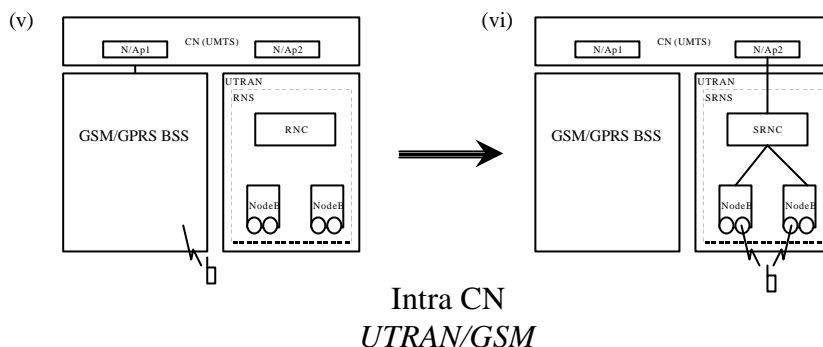 (v)
N/Ap1
CN (UMTS)
N/Ap2
UTRAN
RNS
GSM/GPRS BSS
RNC
NodeB
NodeB
(vi)
N/Ap1
CN (UMTS)
N/Ap2
UTRAN
SRNS
GSM/GPRS BSS
SRNC
NodeB
NodeB
Intra CN
UTRAN/GSM